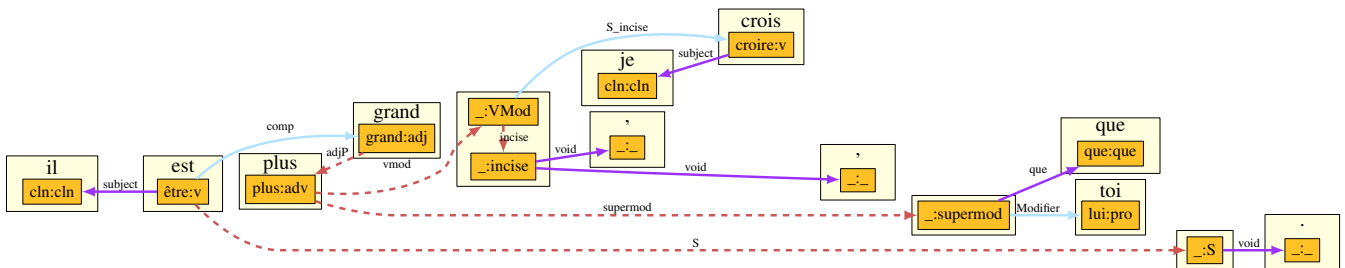 crois
S_incise
croire:v
je
subject
cln:cln
_:VMod
grand
,
que
comp
grand:adj
incise
_:_
que:que
adjP
void
,
il
est
plus
vmod
_:incise
void
que
toi
cln:cln
subject
être:v
plus:adv
_:_
supermod
_:supermod
Modifier
lui:pro
.
S
_:S
void
_:_